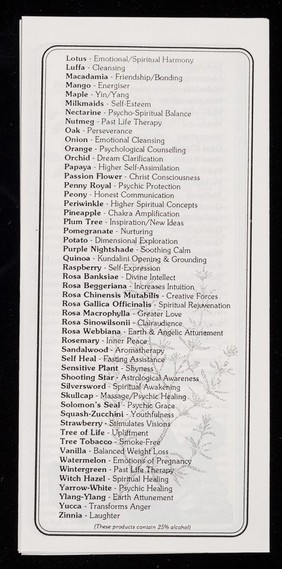 Lotus - Emotional/Spiritual Harmony
Luffa - Cleansing
Macadamia - Friendship/Bonding
Mango - Energiser
Maple - Yin/Yang
Milkmaids - Self-Esteem
Nectarine - Psycho-Spiritual Balance
Nutmeg - Past Life Therapy
Oak - Perseverance
Onion - Emotional Cleansing
Orange - Psychological Counselling
Orchid - Dream Clarification
Papaya - Higher Self-Assimilation
Passion Flower - Christ Consciousness
Penny Royal - Psychic Protection
Peony - Honest Communication
Periwinkle - Higher Spiritual Concepts
Pineapple - Chakra Amplification
Plum Tree - Inspiration/New Ideas
Pomegranate - Nurturing
Potato - Dimensional Exploration
Purple Nightshade - Soothing Calm
Quinoa - Kundalini Opening & Grounding
Raspberry - Self-Expression
Rosa Banksiae - Divine Intellect
Rosa Beggeriana - Increases Intuition
Rosa Chinensis Mutabilis - Creative Forces
Rosa Gallica Officinalis - Spiritual Rejuvenation
Rosa Macrophylla - Greater Love
Rosa Sinowilsonii - Clairaudience
Rosa Webbiana - Earth & Angelic Attunement
Rosemary - Inner Peace
Sandalwood - Aromatherapy
Self Heal - Fasting Assistance
Sensitive Plant - Shyness
Shooting Star - Astrological Awareness
Silversword - Spiritual Awakening
Skullcap - Massage/Psychic Healing
Solomon's Seal - Psychic Grace
Squash-Zucchini - Youthfulness
Strawberry - Stimulates Visions
Tree of Life - Upliftment
Tree Tobacco - Smoke-Free
Vanilla - Balanced Weight Loss
Watermelon - Emotions of Pregnancy
Wintergreen - Past Life Therapy
Witch Hazel - Spiritual Healing
Yarrow-White - Psychic Healing
Ylang-Ylang - Earth Attunement
Yucca - Transforms Anger
Zinnia - Laughter
(These products contain 25% alcohol)